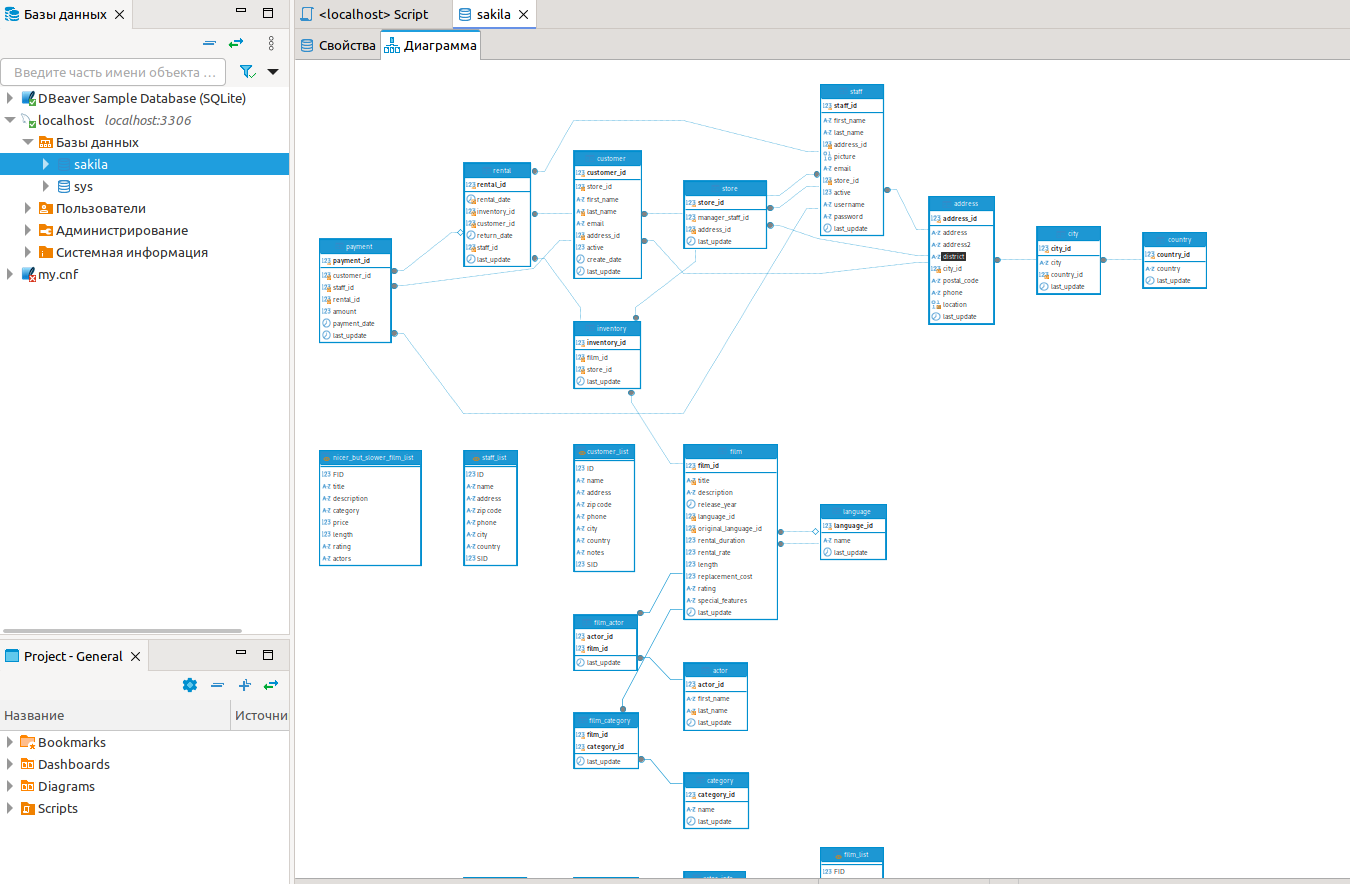 Базы данных
Введите часть имени объекта ...
DBeaver Sample Database (SQLite)
localhost localhost:3306
Базы данных
sakila
sys
Пользователи
Администрирование
Системная информация
my.cnf
Project - General
Название Источни
Bookmarks
Dashboards
Diagrams
Scripts
<localhost> Script
sakila
Свойства
Диаграмма
payment
payment_id
customer_id
staff_id
rental_id
amount
payment_date
last_update
rental
rental_id
rental_date
inventory_id
customer_id
return_date
staff_id
last_update
customer
customer_id
store_id
first_name
last_name
email
address_id
active
create_date
last_update
store
store_id
manager_staff_id
address_id
last_update
staff
staff_id
first_name
last_name
address_id
picture
email
store_id
active
username
password
last_update
address
address_id
address
address2
district
city_id
postal_code
phone
location
last_update
city
city_id
city
country_id
last_update
country
country_id
country
last_update
inventory
inventory_id
film_id
store_id
last_update
nicer_but_slower_film_list
FID
title
description
category
price
length
rating
actors
staff_list
ID
name
address
zip code
phone
city
country
SID
customer_list
ID
name
address
zip code
phone
city
country
notes
SID
film
film_id
title
description
release_year
language_id
original_language_id
rental_duration
rental_rate
length
replacement_cost
rating
special_features
last_update
language
language_id
name
last_update
film_actor
actor_id
film_id
last_update
actor
actor_id
first_name
last_name
last_update
film_category
film_id
category_id
last_update
category
category_id
name
last_update
film_list
FID